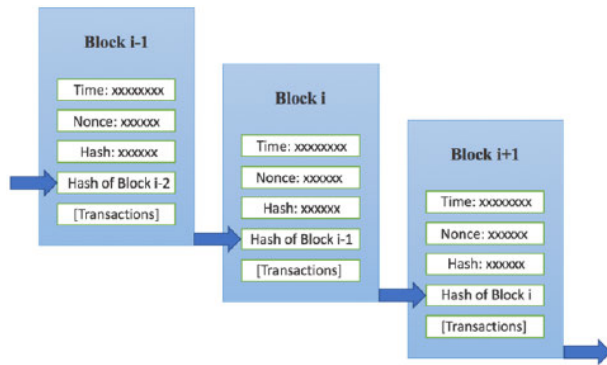 Block i-1
Time: xxxxxxxx
Nonce: xxxxxx
Hash: xxxxxx
Hash of Block i-2
[Transactions]
Block i
Time: xxxxxxxx
Nonce: xxxxxx
Hash: xxxxxx
Hash of Block i-1
[Transactions]
Block i+1
Time: xxxxxxxx
Nonce: xxxxxx
Hash: xxxxxx
Hash of Block i
[Transactions]